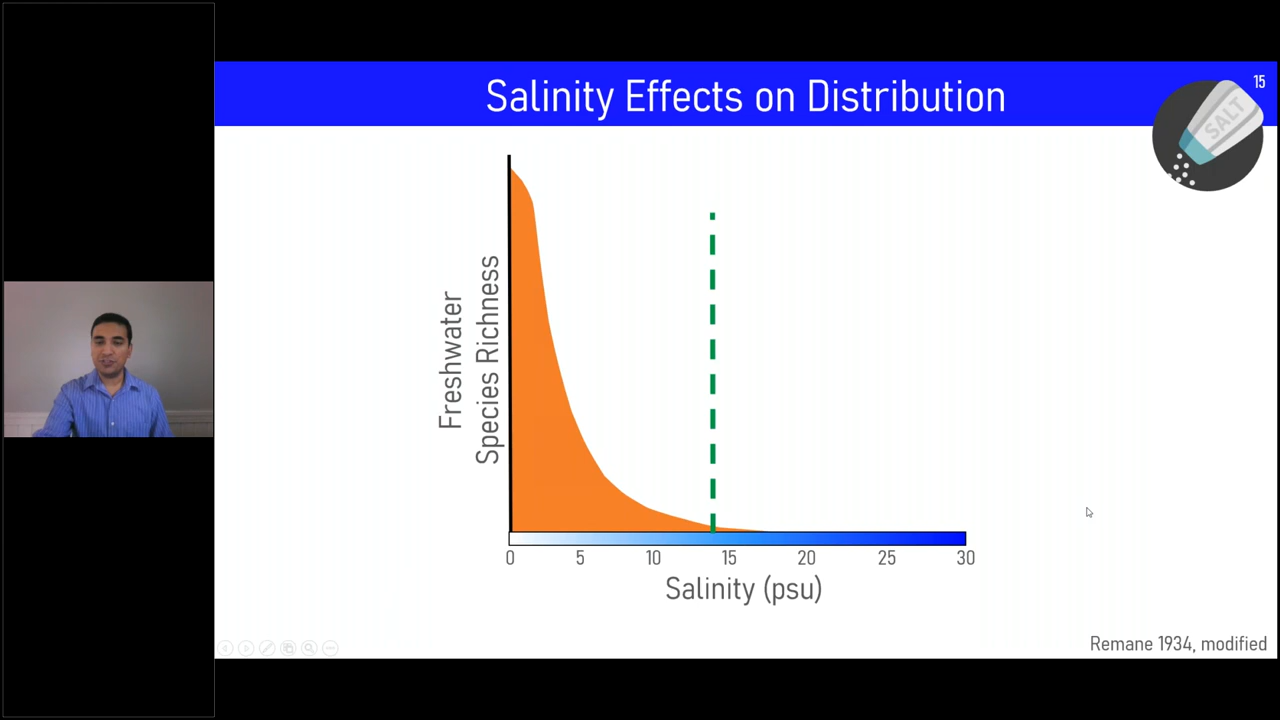 Salinity Effects on Distribution
15
SALT
Freshwater
Species Richness
0 5 10 15 20 25 30
Salinity (psu)
Remane 1934, modified